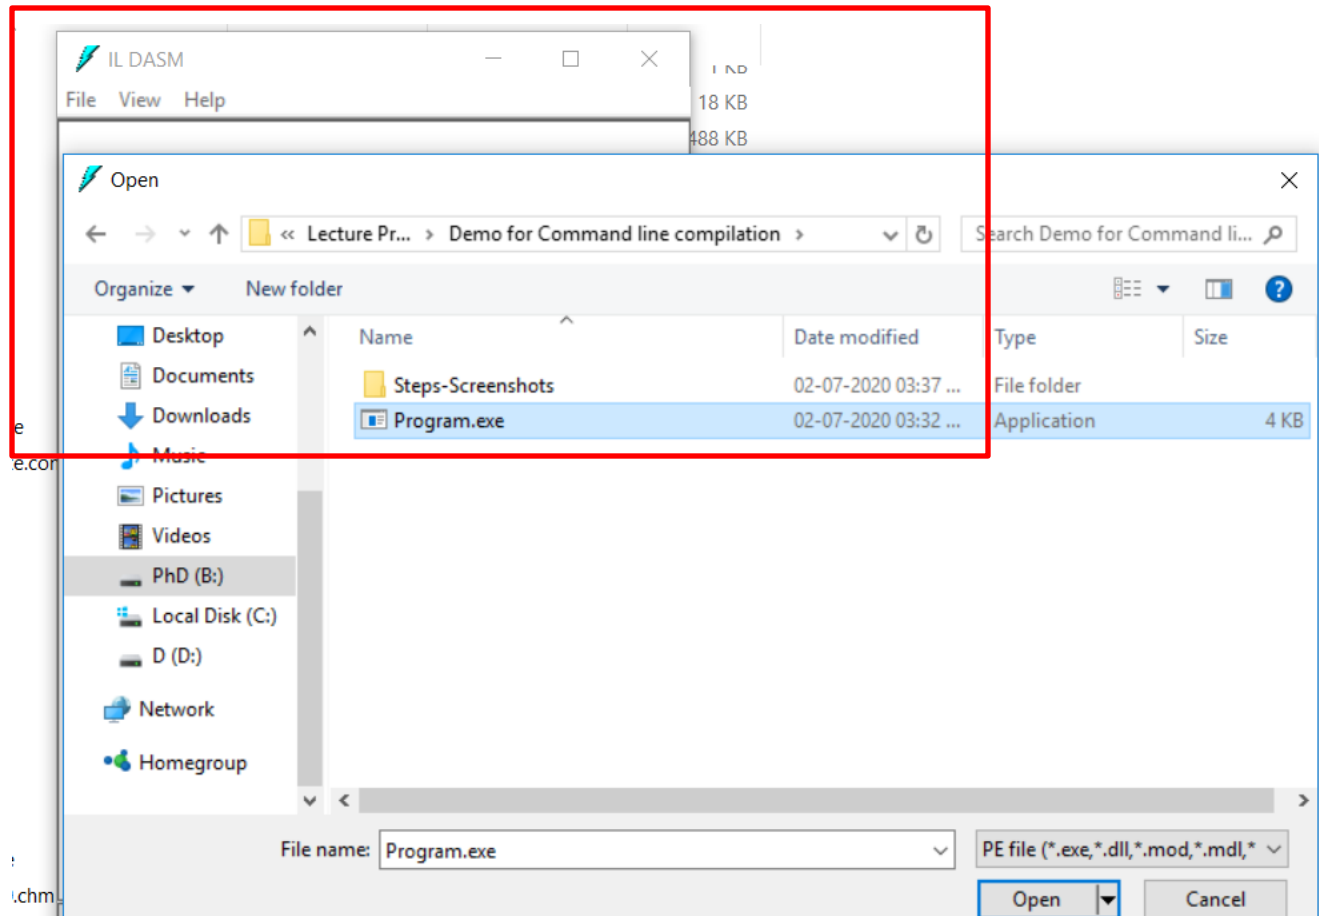 IL DASM
File View Help
18 KB
488 KB
Open
« Lecture Pr... > Demo for Command line compilation >
Search Demo for Command li...
Organize New folder
Name Date modified Type Size
Desktop
Documents
Downloads
Music
Pictures
Videos
PhD (B:)
Local Disk (C:)
D (D:)
Network
Homegroup
Steps-Screenshots 02-07-2020 03:37 ... File folder
Program.exe 02-07-2020 03:32 ... Application 4 KB
e
e.con
File name: Program.exe PE file (*.exe,*.dll,*.mod,*.mdl,*
.chm
Open Cancel